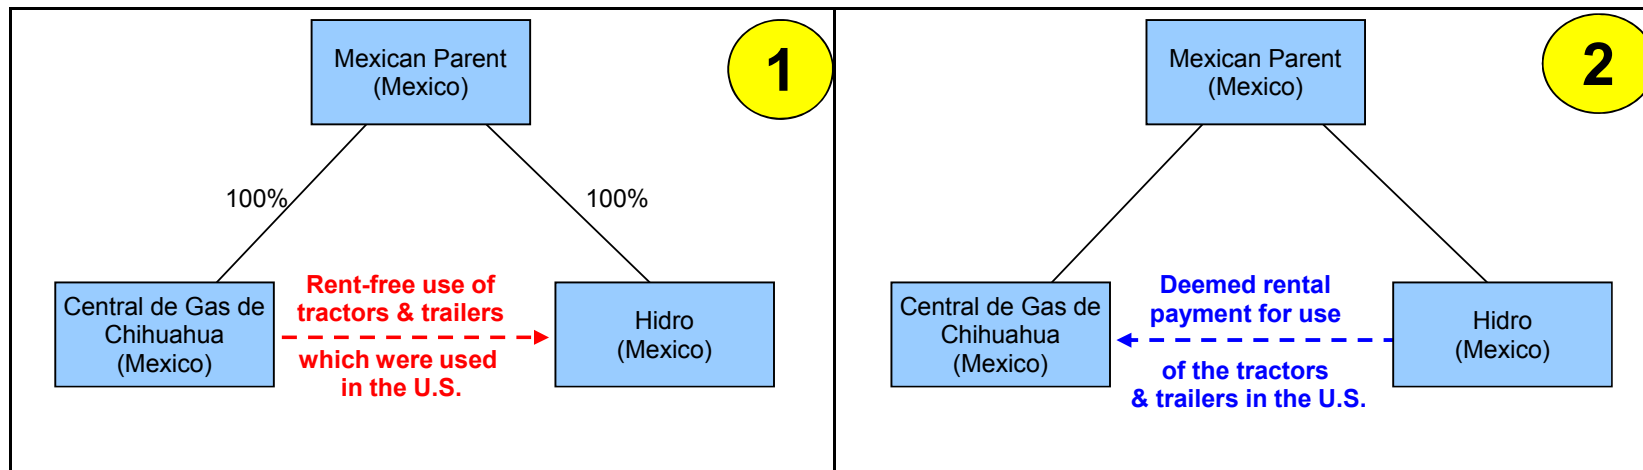 Mexican Parent
(Mexico)
1
100%
100%
Central de Gas de
Chihuahua
(Mexico)
Rent-free use of
tractors & trailers
which were used
in the U.S.
Hidro
(Mexico)
Mexican Parent
(Mexico)
2
Central de Gas de
Chihuahua
(Mexico)
Deemed rental
payment for use
of the tractors
& trailers in the U.S.
Hidro
(Mexico)